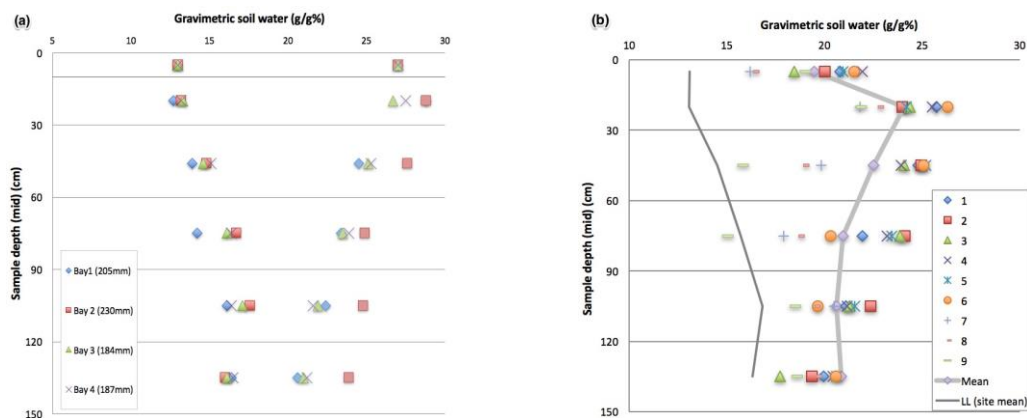 (a)
Gravimetric soil water (g/g%)
5 10 15 20 25 30
0
30
60
90
120
150
Sample depth (mid) (cm)
Bay1 (205mm)
Bay 2 (230mm)
Bay 3 (184mm)
Bay 4 (187mm)
(b)
Gravimetric soil water (g/g%)
10 15 20 25 30
0
30
60
90
120
150
Sample depth (mid) (cm)
1
2
3
4
5
6
7
8
9
Mean
LL (site mean)